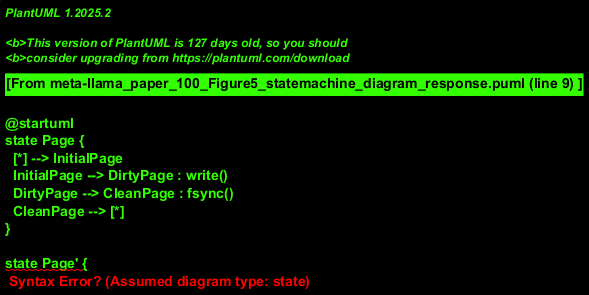 PlantUML 1.2025.2
<b>This version of PlantUML is 127 days old, so you should
<b>consider upgrading from https://plantuml.com/download
[From meta-llama_paper_100_Figure5_statemachine_diagram_response.puml (line 9) ]
@startuml
state Page {
[*] --> InitialPage
InitialPage --> DirtyPage : write()
DirtyPage --> CleanPage : fsync()
CleanPage --> [*]
}
state Page' {
Syntax Error? (Assumed diagram type: state)